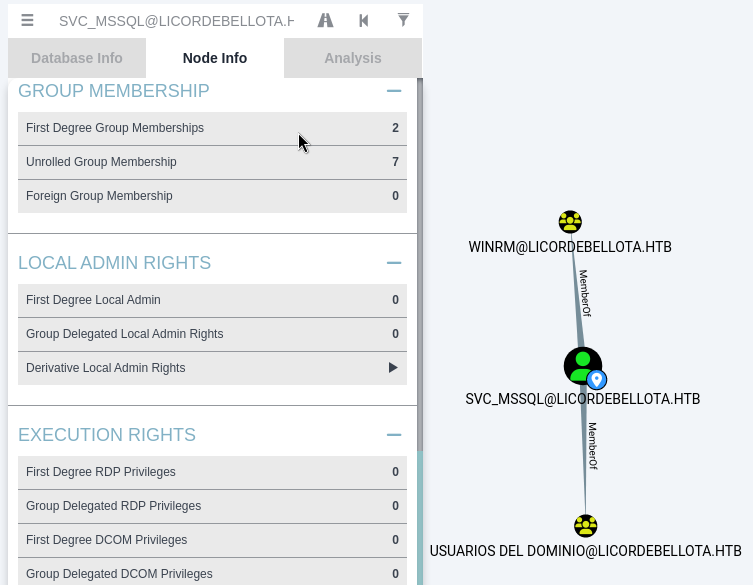 SVC_MSSQL@LICORDEBELLOTA.H
Database Info
Node Info
Analysis
GROUP MEMBERSHIP
First Degree Group Memberships 2
Unrolled Group Membership 7
Foreign Group Membership 0
LOCAL ADMIN RIGHTS
First Degree Local Admin 0
Group Delegated Local Admin Rights 0
Derivative Local Admin Rights
EXECUTION RIGHTS
First Degree RDP Privileges 0
Group Delegated RDP Privileges 0
First Degree DCOM Privileges 0
Group Delegated DCOM Privileges 0
WINRM@LICORDEBELLOTA.HTB
MemberOf
SVC_MSSQL@LICORDEBELLOTA.HTB
MemberOf
USUARIOS DEL DOMINIO@LICORDEBELLOTA.HTB